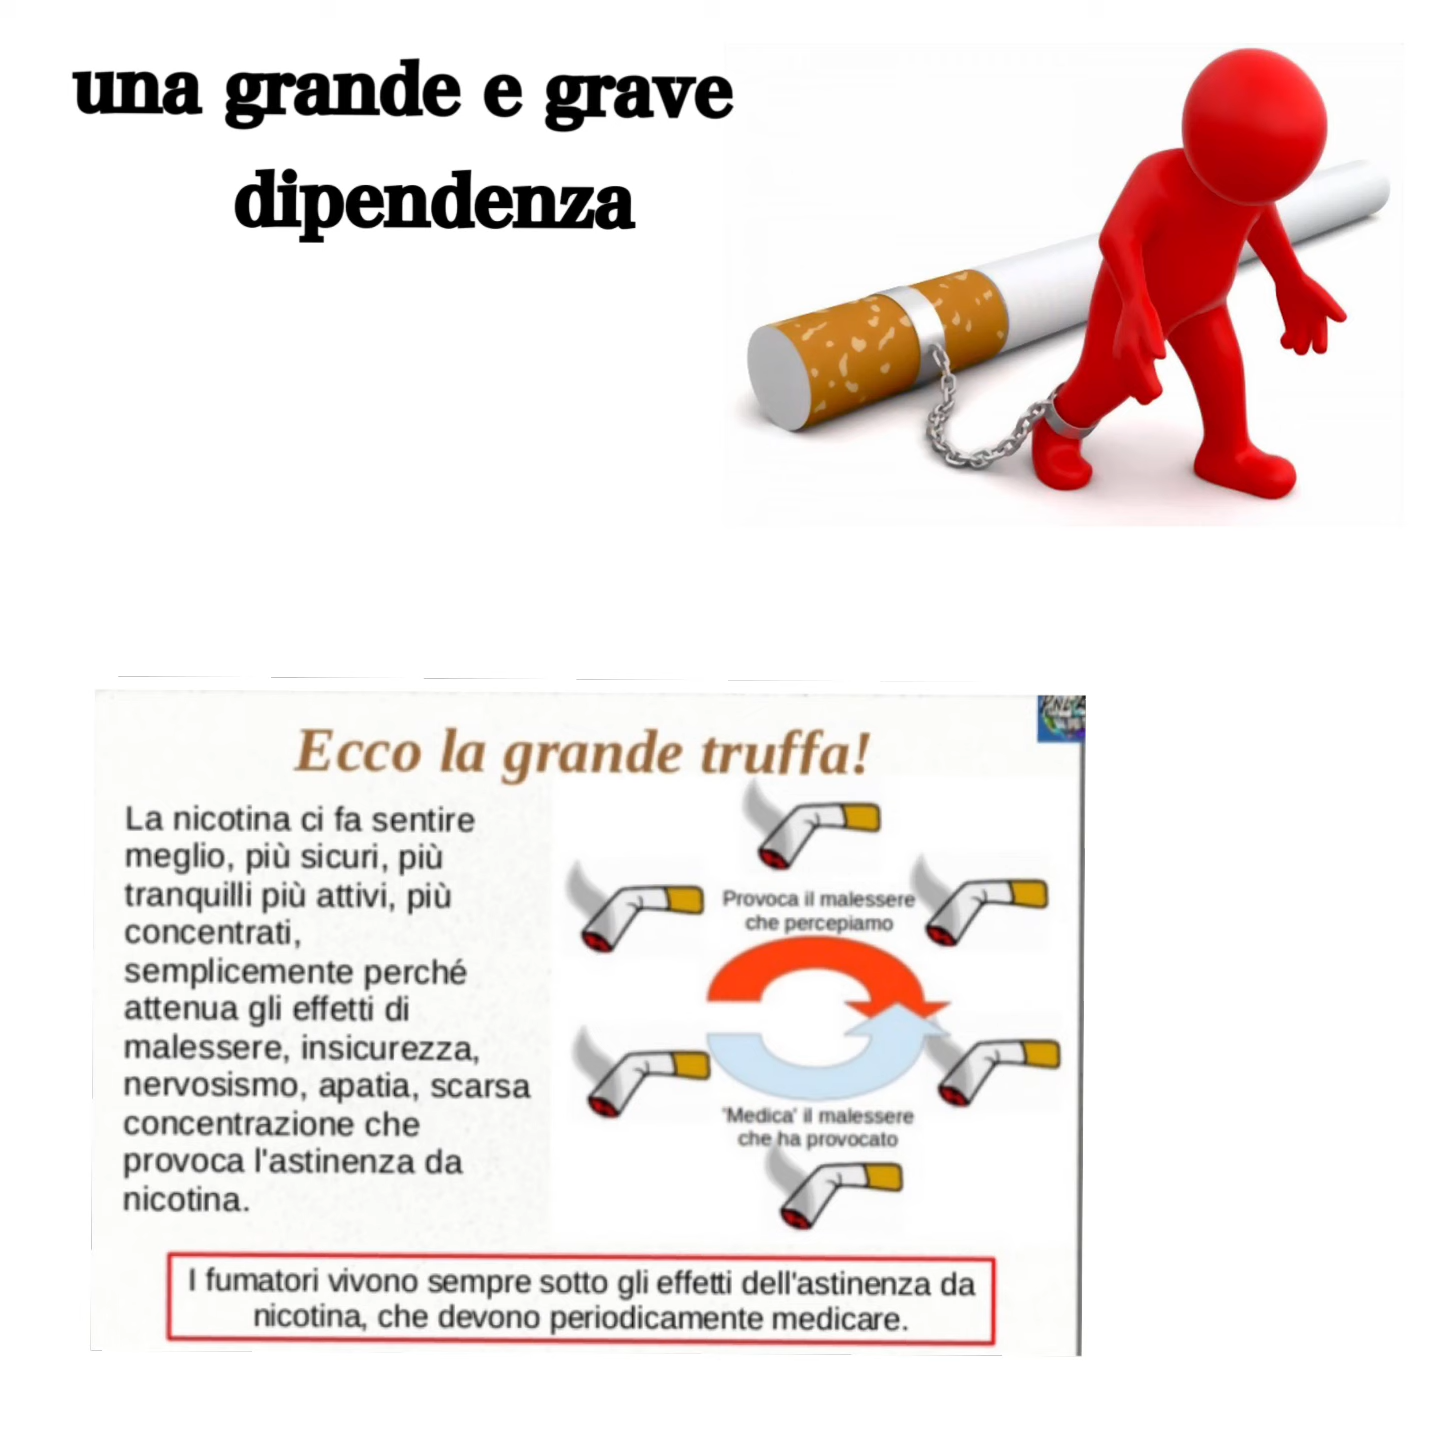 una grande e grave
dipendenza
Ecco la grande truffa!
La nicotina ci fa sentire
meglio, più sicuri, più
tranquilli più attivi, più
concentrati,
semplicemente perché
attenua gli effetti di
malessere, insicurezza,
nervosismo, apatia, scarsa
concentrazione che
provoca l'astinenza da
nicotina.
Provoca il malessere
che percepiamo
'Medica' il malessere
che ha provocato
I fumatori vivono sempre sotto gli effetti dell'astinenza da
nicotina, che devono periodicamente medicare.